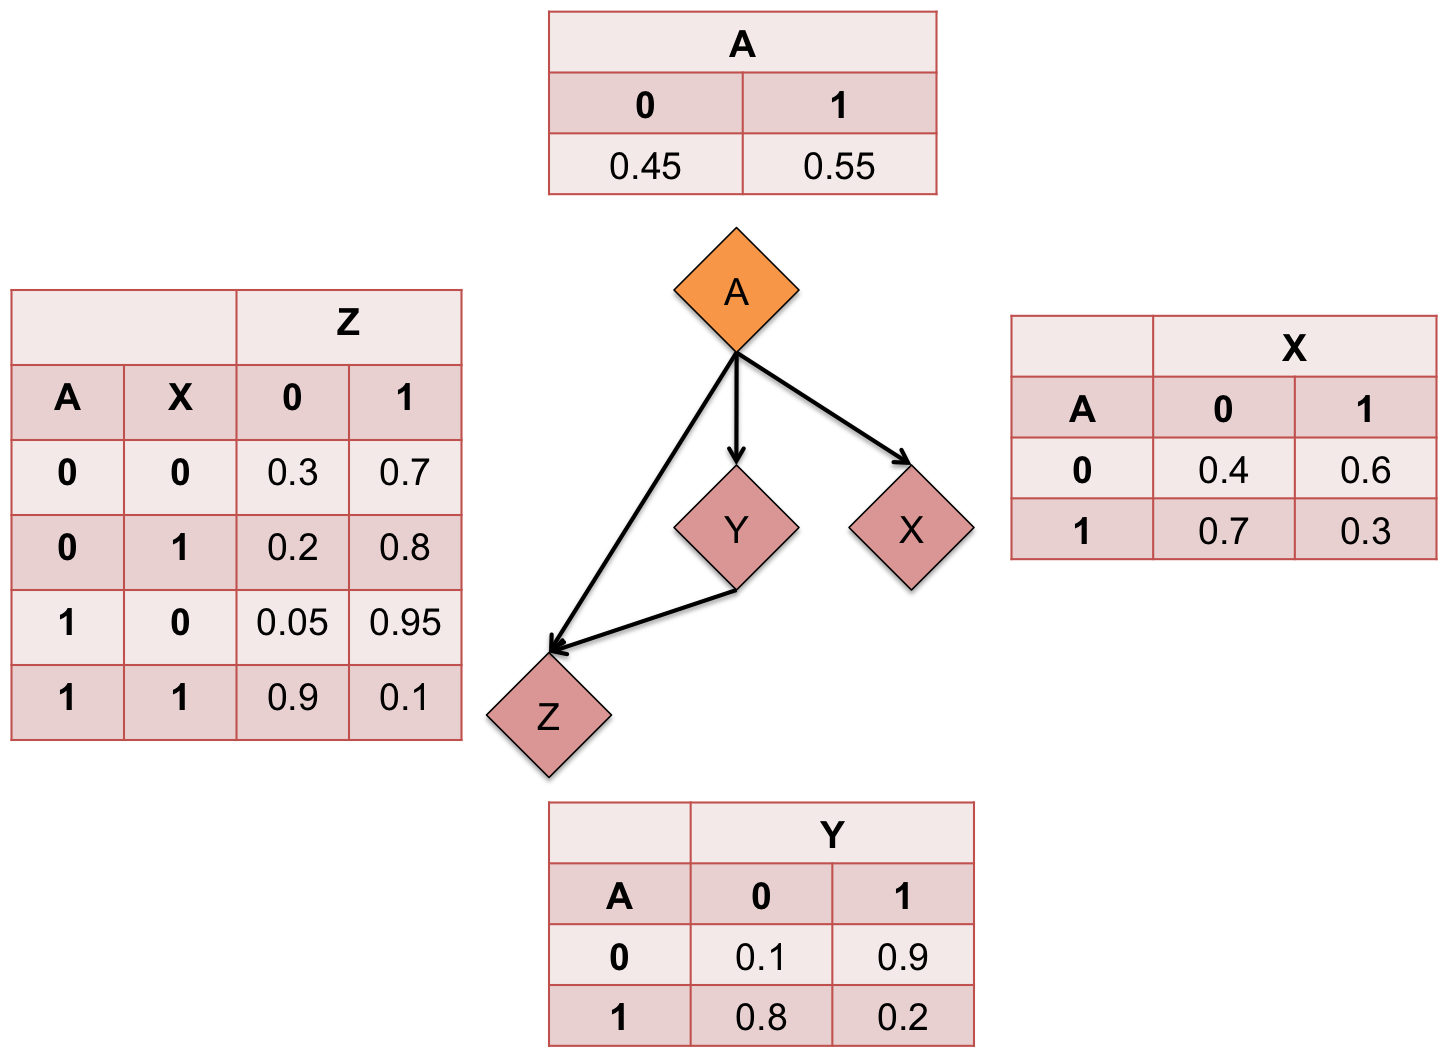 A
0 1
0.45 0.55
A
Z
A X 0 1
0 0 0.3 0.7
0 1 0.2 0.8
1 0 0.05 0.95
1 1 0.9 0.1
X
A 0 1
0 0.4 0.6
1 0.7 0.3
Y X
Z
Y
A 0 1
0 0.1 0.9
1 0.8 0.2